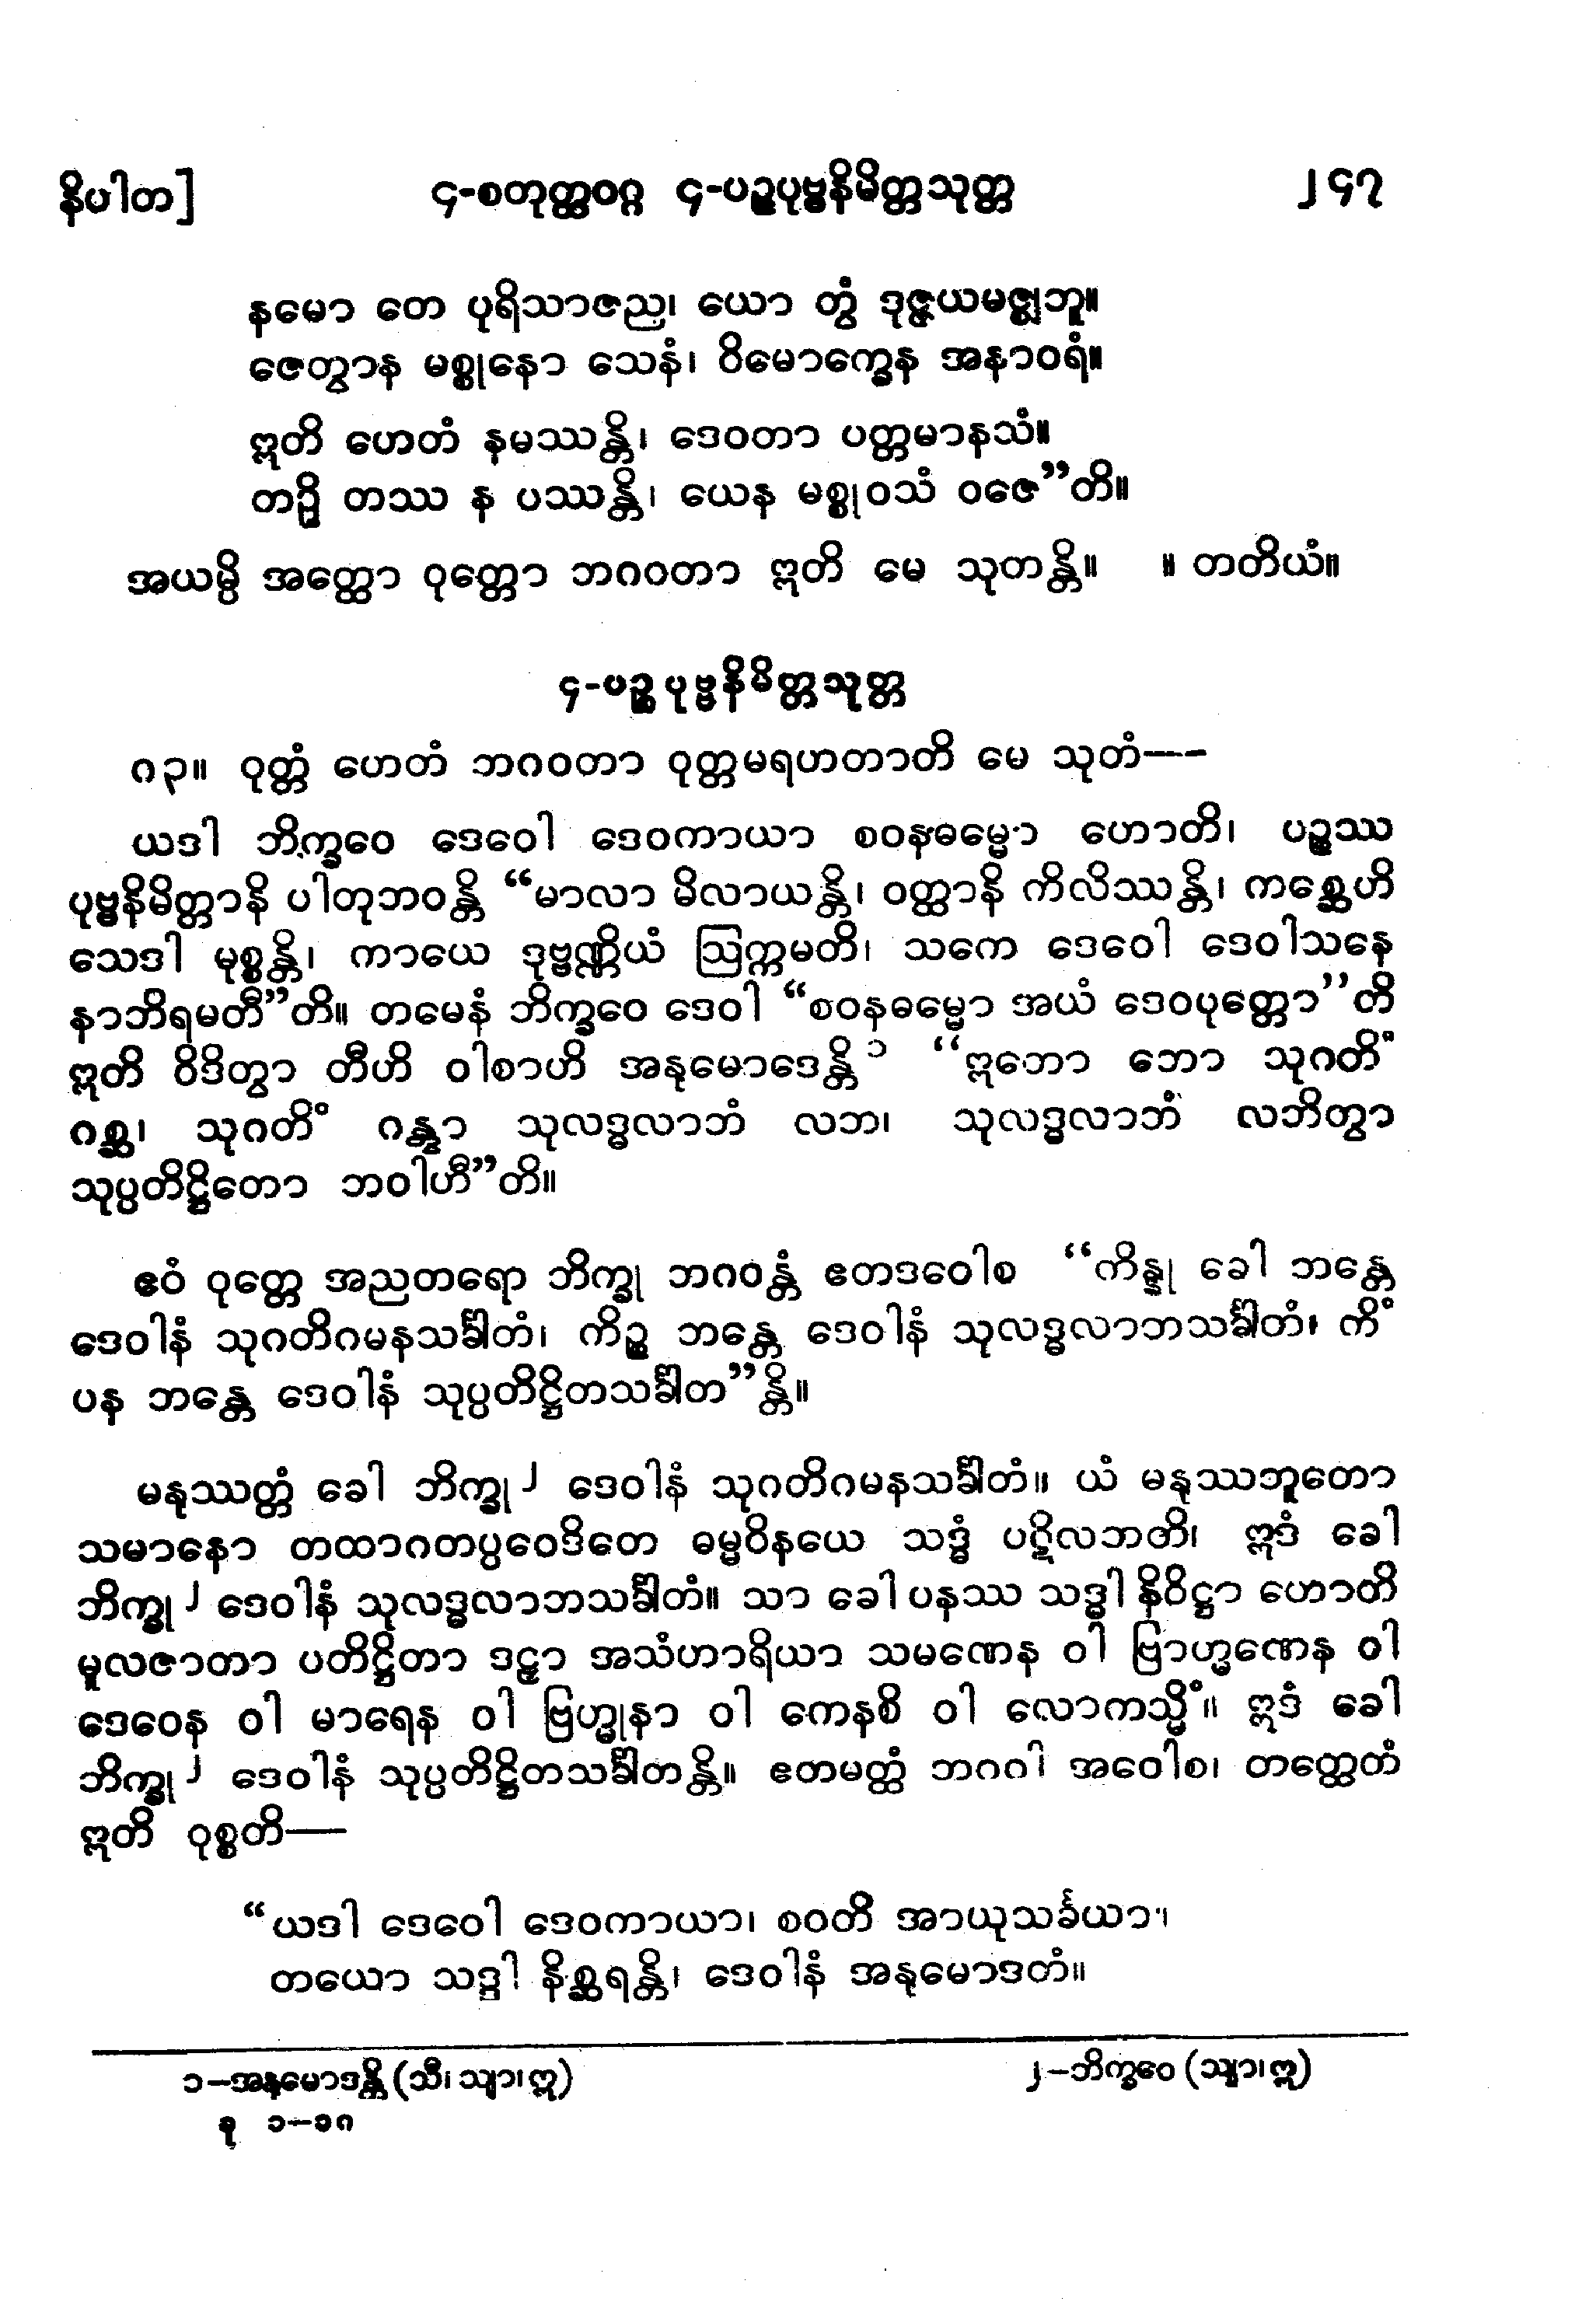 နိပါတ] ၄-စတုတ္ထဝဂ္ဂ ၄-ပဉ္စပုဗ္ဗနိမိတ္တသုတ္တ ၂၄၇
နမော တေ ပုရိသာဇည၊ ယော တွံ ဒုဇ္ဇယမဇ္ဈဘူ။
ဇေတွာန မစ္စုနော သေနံ၊ ဝိမောက္ခေန အနာဝရံ။
ဣတိ ဟေတံ နမဿန္တိ၊ ဒေဝတာ ပတ္တမာနသံ။
တဉှိ တဿ န ပဿန္တိ၊ ယေန မစ္စုဝသံ ဝဇေ”တိ။
အယမ္ပိ အတ္ထော ဝုတ္တော ဘဂဝတာ ဣတိ မေ သုတန္တိ။ ။ တတိယံ။
၄-ပဉ္စပုဗ္ဗနိမိတ္တသုတ္တ
၈၃။ ဝုတ္တံ ဟေတံ ဘဂဝတာ ဝုတ္တမရဟတာတိ မေ သုတံ—–
ယဒါ ဘိက္ခဝေ ဒေဝေါ ဒေဝကာယာ စဝနဓမ္မော ဟောတိ၊ ပဉ္စဿ
ပုဗ္ဗနိမိတ္တာနိ ပါတုဘဝန္တိ “မာလာ မိလာယန္တိ၊ ဝတ္ထာနိ ကိလိဿန္တိ၊ ကစ္ဆေဟိ
သေဒါ မုစ္စန္တိ၊ ကာယေ ဒုဗ္ဗဏ္ဏိယံ ဩက္ကမတိ၊ သကေ ဒေဝေါ ဒေဝါသနေ
နာဘိရမတီ”တိ။ တမေနံ ဘိက္ခဝေ ဒေဝါ “စဝနဓမ္မော အယံ ဒေဝပုတ္တော”တိ
ဣတိ ဝိဒိတွာ တီဟိ ဝါစာဟိ အနုမောဒေန္တိ ၁ “ဣတော ဘော သုဂတိံ
ဂစ္ဆ၊ သုဂတိံ ဂန္တွာ သုလဒ္ဓလာဘံ လဘ၊ သုလဒ္ဓလာဘံ လဘိတွာ
သုပ္ပတိဋ္ဌိတော ဘဝါဟီ”တိ။
ဧဝံ ဝုတ္တေ အညတရော ဘိက္ခု ဘဂဝန္တံ ဧတဒဝေါစ “ကိန္နု ခေါ ဘန္တေ
ဒေဝါနံ သုဂတိဂမနသင်္ခါတံ၊ ကိဉ္စ ဘန္တေ ဒေဝါနံ သုလဒ္ဓလာဘသင်္ခါတံ၊ ကိံ
ပန ဘန္တေ ဒေဝါနံ သုပ္ပတိဋ္ဌိတသင်္ခါတ”န္တိ။
မနုဿတ္တံ ခေါ ဘိက္ခု ၂ ဒေဝါနံ သုဂတိဂမနသင်္ခါတံ။ ယံ မနုဿဘူတော
သမာနော တထာဂတပ္ပဝေဒိတေ ဓမ္မဝိနယေ သဒ္ဓံ ပဋိလဘတိ၊ ဣဒံ ခေါ
ဘိက္ခု ၂ ဒေဝါနံ သုလဒ္ဓလာဘသင်္ခါတံ။ သာ ခေါ ပနဿ သဒ္ဓါ နိဝိဋ္ဌာ ဟောတိ
မူလဇာတာ ပတိဋ္ဌိတာ ဒဠှာ အသံဟာရိယာ သမဏေန ဝါ ဗြာဟ္မဏေန ဝါ
ဒေဝေန ဝါ မာရေန ဝါ ဗြဟ္မုနာ ဝါ ကေနစိ ဝါ လောကသ္မိံ။ ဣဒံ ခေါ
ဘိက္ခု ၂ ဒေဝါနံ သုပ္ပတိဋ္ဌိတသင်္ခါတန္တိ။ ဧတမတ္ထံ ဘဂဝါ အဝေါစ၊ တတ္ထေတံ
ဣတိ ဝုစ္စတိ—
“ယဒါ ဒေဝေါ ဒေဝကာယာ၊ စဝတိ အာယုသင်္ခယာ၊
တယော သဒ္ဒါ နိစ္ဆရန္တိ၊ ဒေဝါနံ အနုမောဒတံ။
၁–အနုမောဒန္တိ (သီ၊ သျာ၊ ဣ) ၂–ဘိက္ခဝေ (သျာ၊ ဣ)
ခု ၁–၁၈